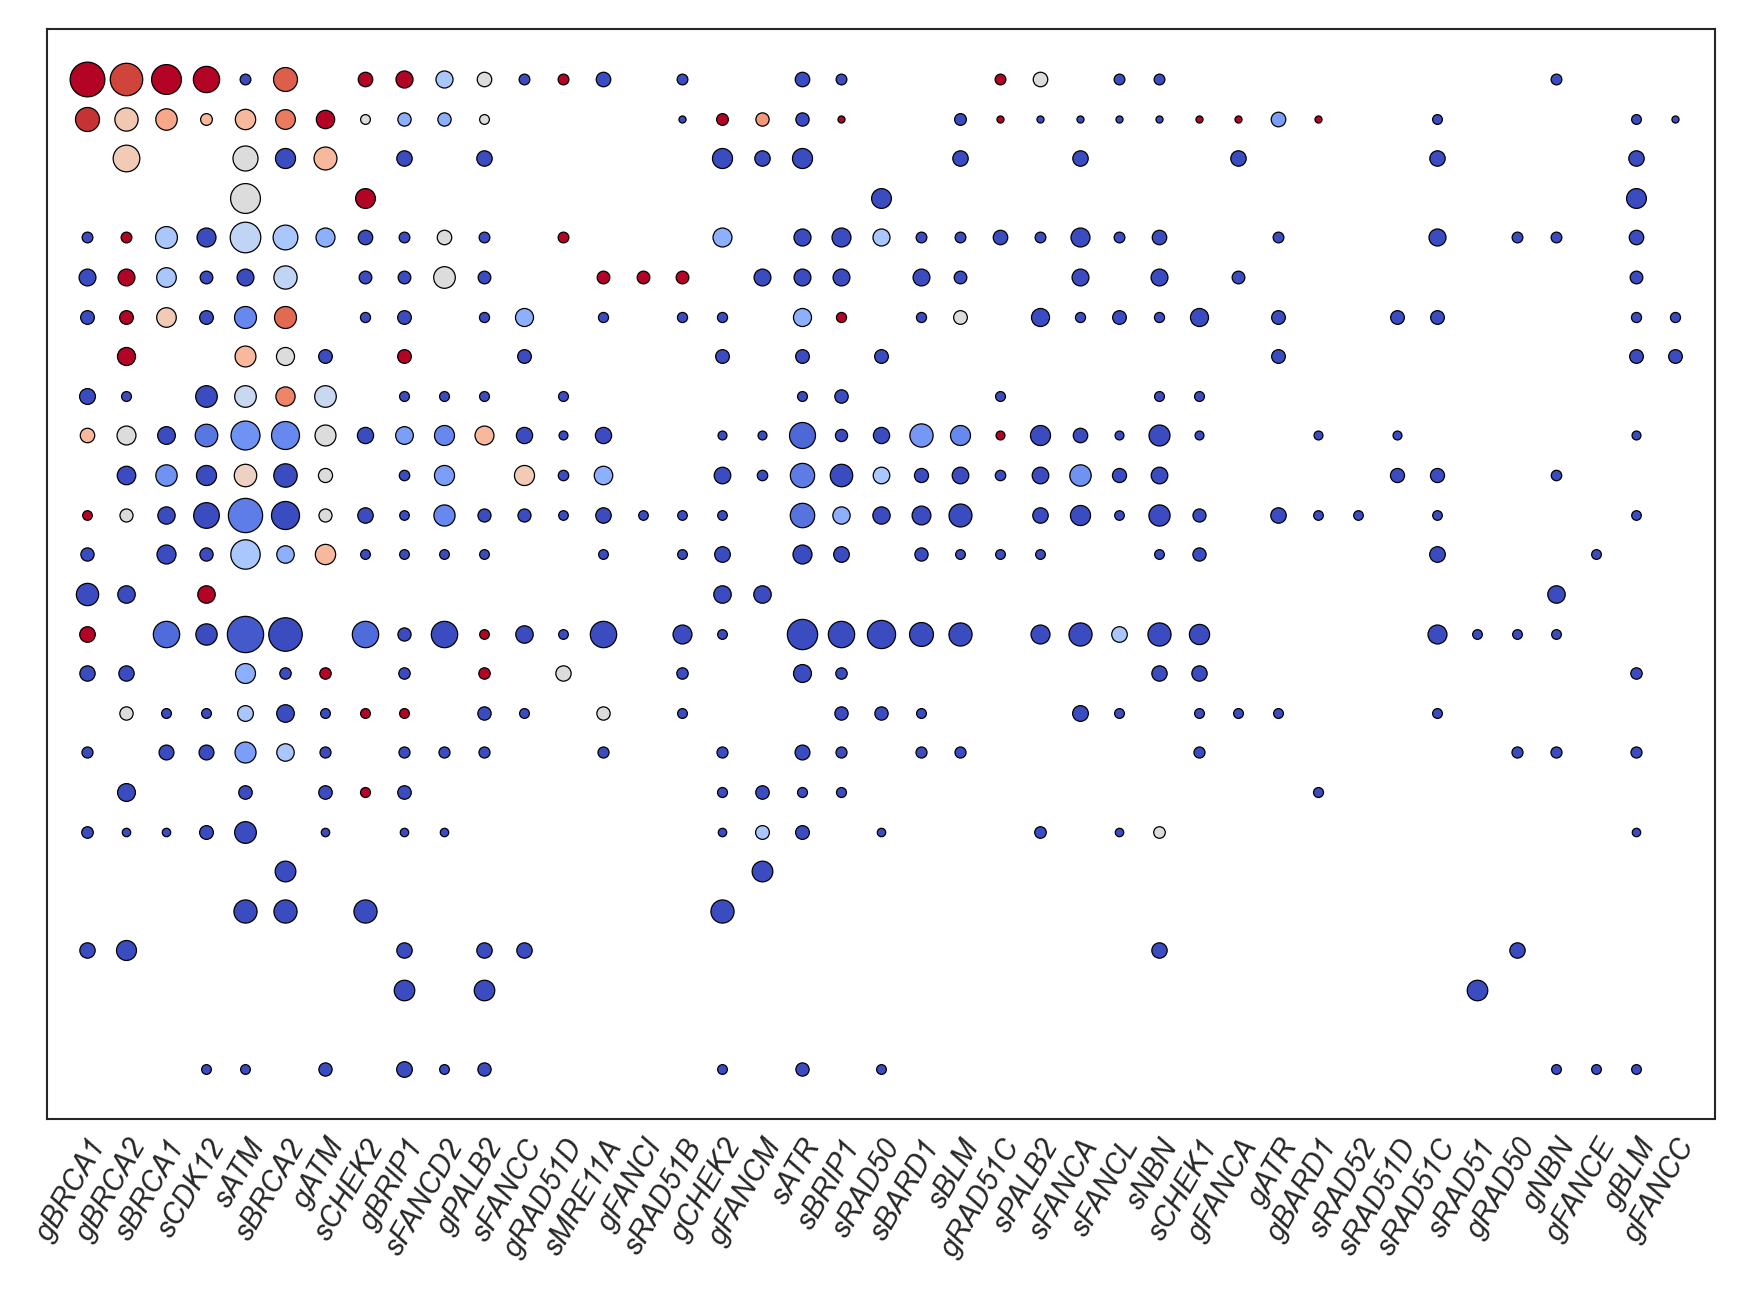 gBRCA1
gBRCA2
sBRCA1
sCDK12
sATM
sBRCA2
gATM
sCHEK2
gBRIP1
sFANCD2
gPALB2
sFANCC
gRAD51D
sMRE11A
gFANCI
sRAD51B
gCHEK2
gFANCM
sATR
sBRIP1
sRAD50
sBARD1
sBLM
gRAD51C
sPALB2
sFANCA
sFANCL
sNBN
sCHEK1
gFANCA
gATR
gBARD1
sRAD52
sRAD51D
sRAD51C
sRAD51
gRAD50
gNBN
gFANCE
gBLM
gFANCC